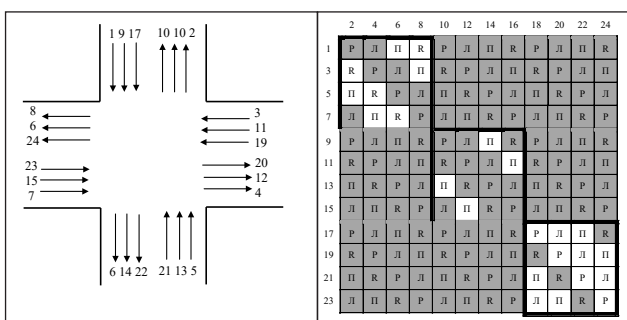 1 9 17 10 10 2
8
6
24
3
11
19
23
15
7
20
12
4
6 14 22 21 13 5
2 4 6 8 10 12 14 16 18 20 22 24
1 Р Л П R Р Л П R Р Л П R
3 R Р Л П R Р Л П R Р Л П
5 П R Р Л П R Р Л П R Р Л
7 Л П R Р Л П R Р Л П R Р
9 Р Л П R Р Л П R Р Л П R
11 R Р Л П R Р Л П R Р Л П
13 П R Р Л П R Р Л П R Р Л
15 Л П R Р Л П R Р Л П R Р
17 Р Л П R Р Л П R Р Л П R
19 R Р Л П R Р Л П R Р Л П
21 П R Р Л П R Р Л П R Р Л
23 Л П R Р Л П R Р Л П R Р